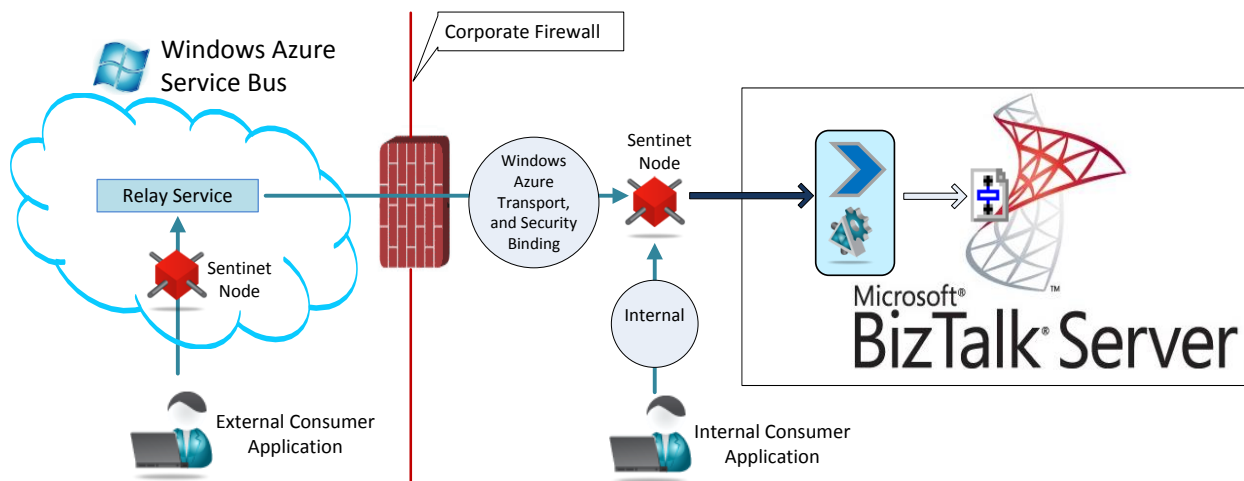 Windows Azure
Service Bus
Corporate Firewall
Relay Service
Sentinet
Node
External Consumer
Application
Windows
Azure
Transport,
and Security
Binding
Sentinet
Node
Internal
Internal Consumer
Application
Microsoft®
BizTalk® Server
™